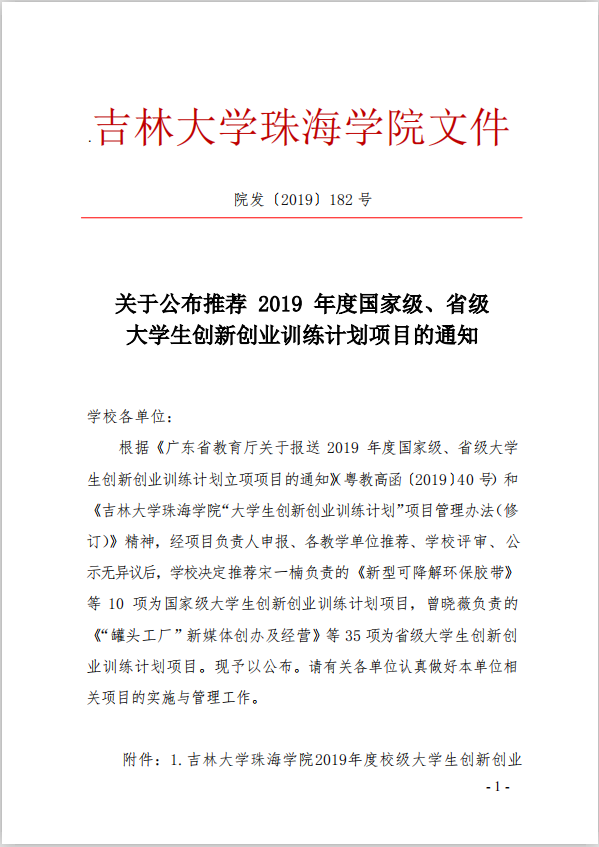 吉林大学珠海学院文件
院发〔2019〕182 号
关于公布推荐 2019 年度国家级、省级
大学生创新创业训练计划项目的通知
学校各单位：
根据《广东省教育厅关于报送 2019 年度国家级、省级大学
生创新创业训练计划立项项目的通知》（粤教高函〔2019〕40 号）和
《吉林大学珠海学院“大学生创新创业训练计划”项目管理办法（修
订）》精神，经项目负责人申报、各教学单位推荐、学校评审、公
示无异议后，学校决定推荐宋一楠负责的《新型可降解环保胶带》
等 10 项为国家级大学生创新创业训练计划项目，曾晓薇负责的
《“罐头工厂”新媒体创办及经营》等 35 项为省级大学生创新创
业训练计划项目。现予以公布。请有关各单位认真做好本单位相
关项目的实施与管理工作。
附件：1.吉林大学珠海学院2019年度校级大学生创新创业
- 1 -